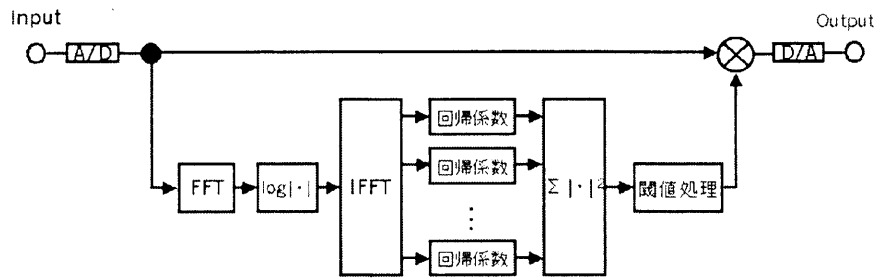 Input
Output
A/D
D/A
FFT
log|・|
IFFT
回帰係数
回帰係数
⋮
回帰係数
Σ|・|²
閾値処理